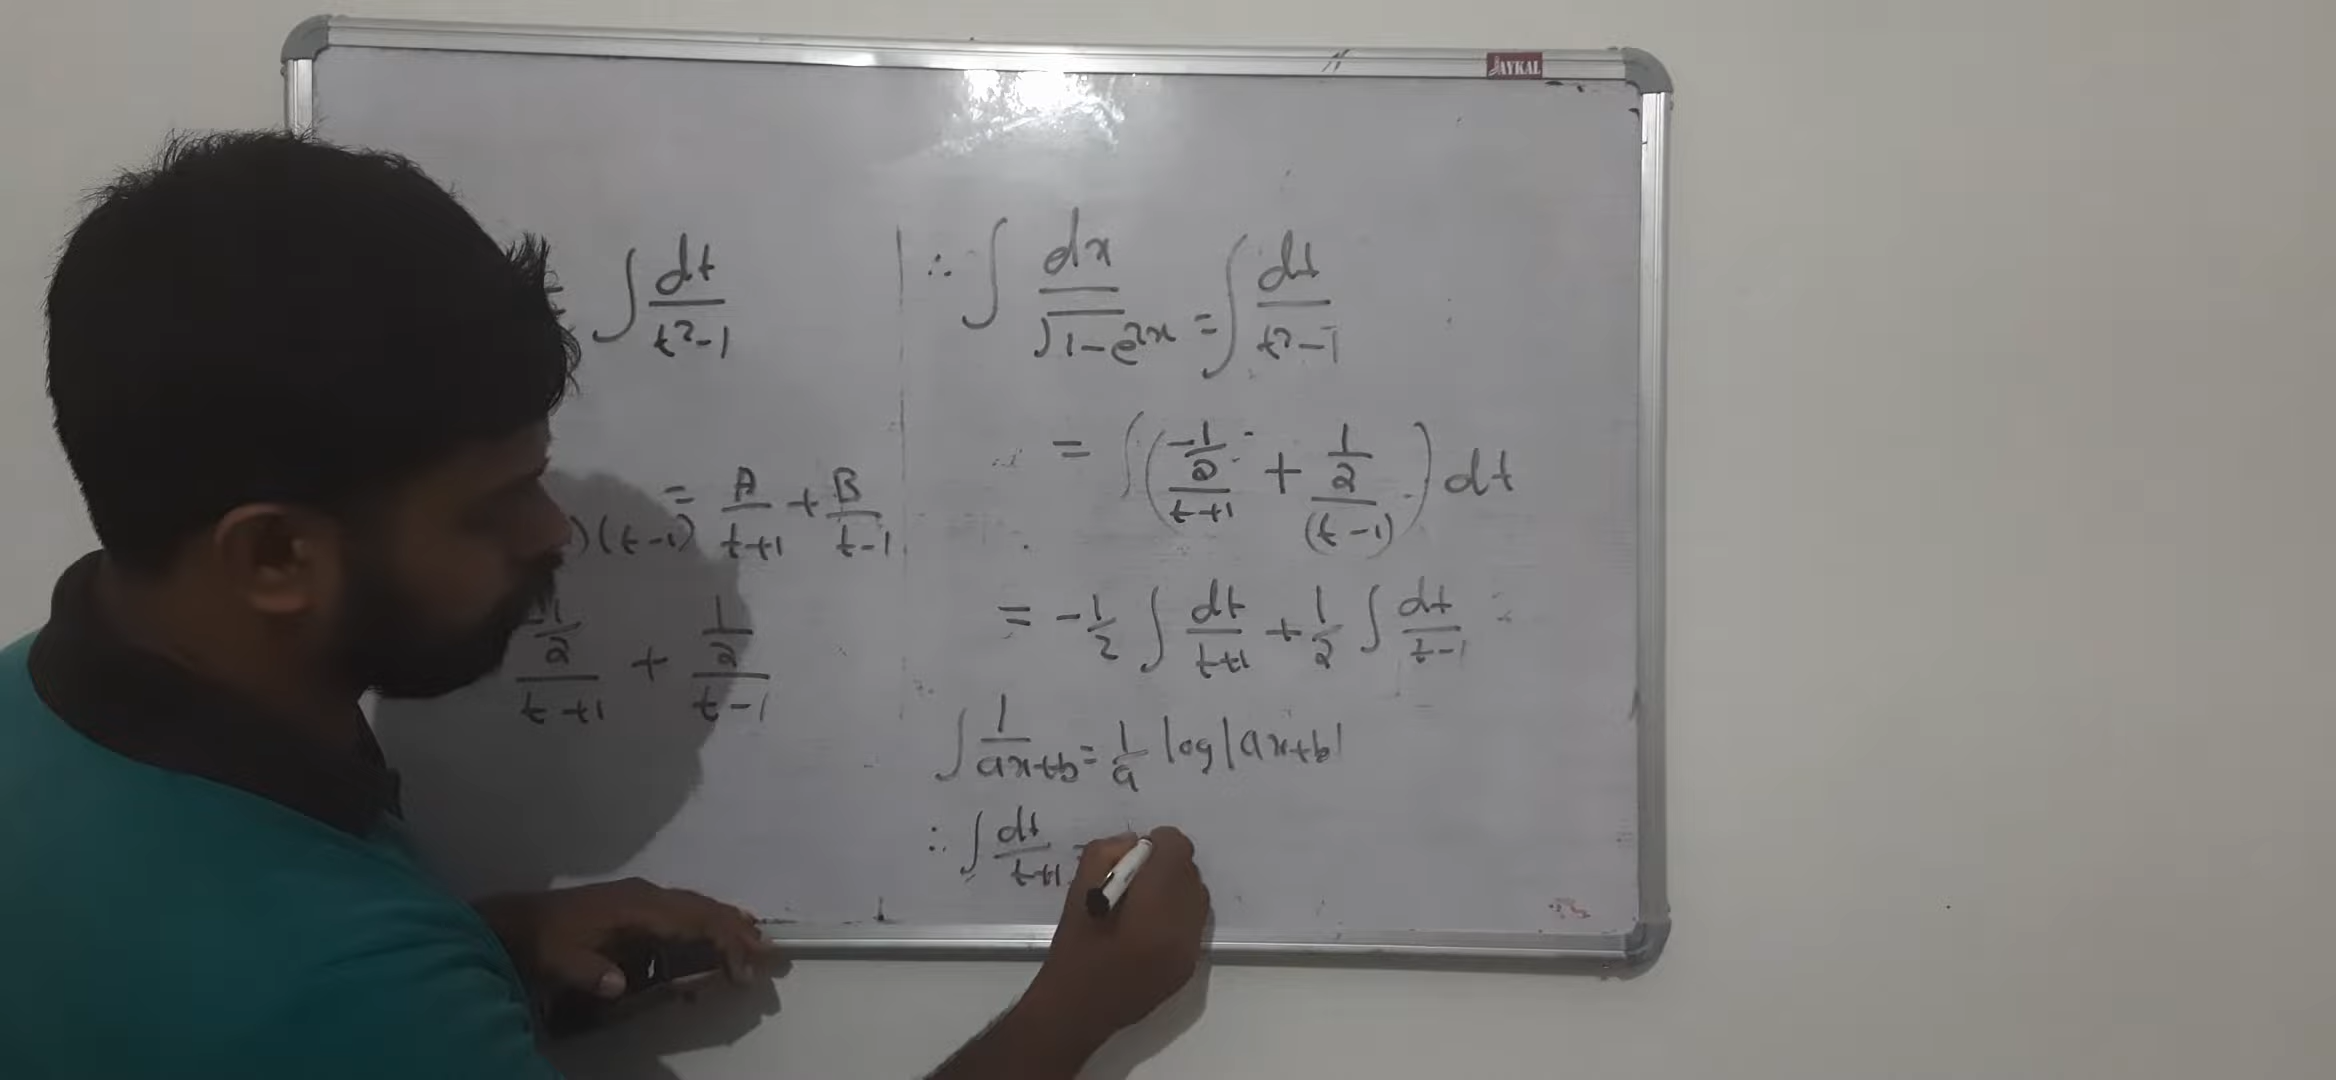 JAYKAL
= ∫ dt/(t²-1)
)(t-1) = A/(t+1) + B/(t-1)
(-1/2)/(t+1) + (1/2)/(t-1)
∴ ∫ dx/√(1-e^2x) = ∫ dt/(t²-1)
= ∫ ((-1/2)/(t+1) + (1/2)/(t-1)) dt
= -1/2 ∫ dt/(t+1) + 1/2 ∫ dt/(t-1)
∫ 1/(ax+b) = 1/a log|ax+b|
∴ ∫ dt/(t+1) =